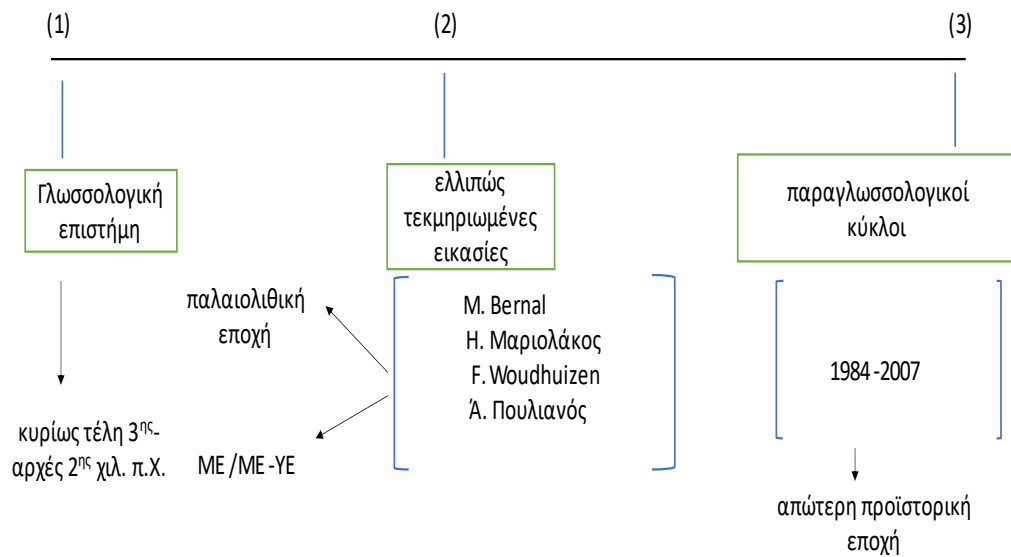 (1)
(2)
(3)
Γλωσσολογική
επιστήμη
ελλιπώς
τεκμηριωμένες
εικασίες
παραγλωσσολογικοί
κύκλοι
παλαιολιθική
εποχή
M. Bernal
Η. Μαριολάκος
F. Woudhuizen
Ά. Πουλιανός
1984 -2007
κυρίως τέλη 3ης-
αρχές 2ης χιλ. π.Χ.
ΜΕ /ΜΕ -ΥΕ
απώτερη προϊστορική
εποχή